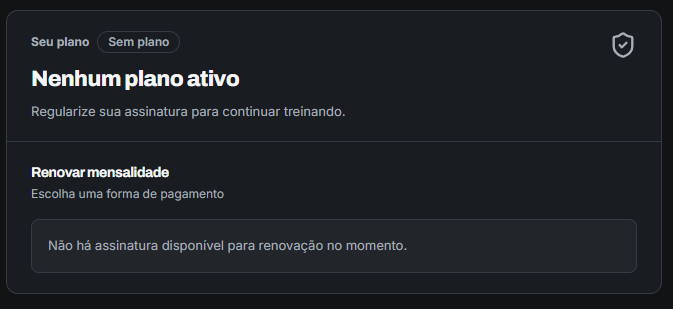 Seu plano Sem plano
Nenhum plano ativo
Regularize sua assinatura para continuar treinando.
Renovar mensalidade
Escolha uma forma de pagamento
Não há assinatura disponível para renovação no momento.